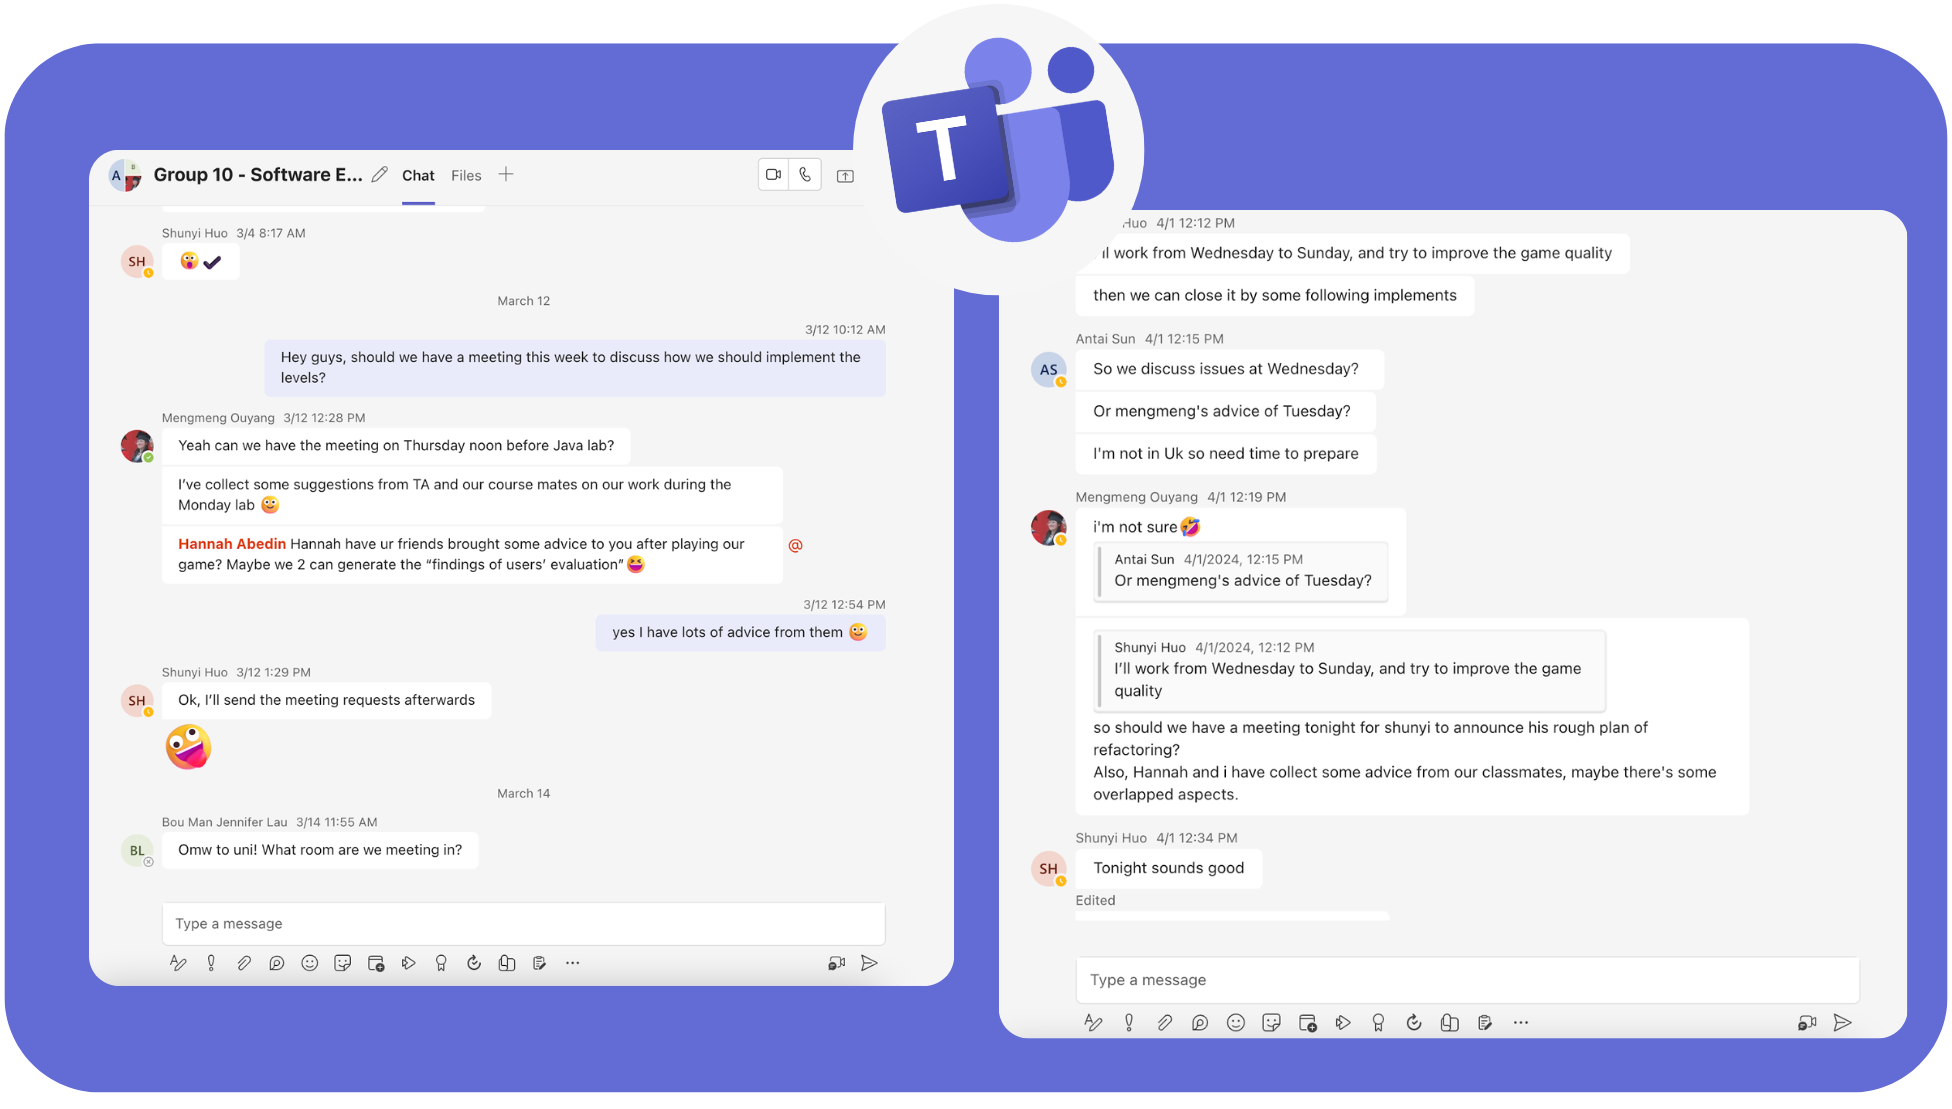 T
A
B
Group 10 - Software E...
Chat
Files
Shunyi Huo 3/4 8:17 AM
SH
March 12
3/12 10:12 AM
Hey guys, should we have a meeting this week to discuss how we should implement the
levels?
Mengmeng Ouyang 3/12 12:28 PM
Yeah can we have the meeting on Thursday noon before Java lab?
I've collect some suggestions from TA and our course mates on our work during the
Monday lab
Hannah Abedin Hannah have ur friends brought some advice to you after playing our
@
game? Maybe we 2 can generate the “findings of users’ evaluation”
3/12 12:54 PM
yes I have lots of advice from them
Shunyi Huo 3/12 1:29 PM
SH
Ok, I'll send the meeting requests afterwards
March 14
Bou Man Jennifer Lau 3/14 11:55 AM
BL
Omw to uni! What room are we meeting in?
Type a message
Huo 4/1 12:12 PM
'll work from Wednesday to Sunday, and try to improve the game quality
then we can close it by some following implements
Antai Sun 4/1 12:15 PM
AS
So we discuss issues at Wednesday?
Or mengmeng's advice of Tuesday?
I'm not in Uk so need time to prepare
Mengmeng Ouyang 4/1 12:19 PM
i'm not sure
Antai Sun 4/1/2024, 12:15 PM
Or mengmeng's advice of Tuesday?
Shunyi Huo 4/1/2024, 12:12 PM
I'll work from Wednesday to Sunday, and try to improve the game
quality
so should we have a meeting tonight for shunyi to announce his rough plan of
refactoring?
Also, Hannah and i have collect some advice from our classmates, maybe there's some
overlapped aspects.
Shunyi Huo 4/1 12:34 PM
SH
Tonight sounds good
Edited
Type a message